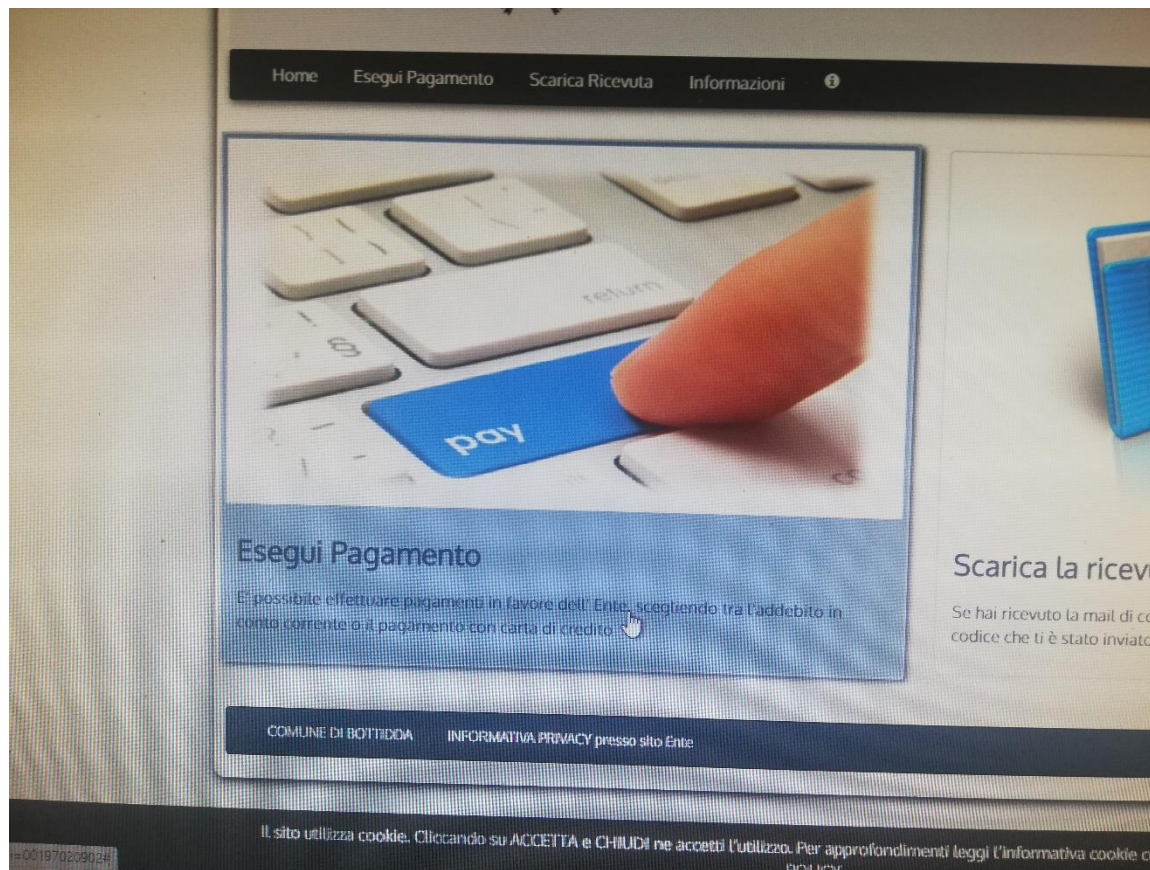 Home Esegui Pagamento Scarica Ricevuta Informazioni
return
§
pay
Esegui Pagamento
E' possibile effettuare pagamenti in favore dell' Ente, scegliendo tra l'addebito in
conto corrente o il pagamento con carta di credito
Scarica la ricev
Se hai ricevuto la mail di c
codice che ti è stato inviato
COMUNE DI BOTTIDDA INFORMATIVA PRIVACY presso sito Ente
Il sito utilizza cookie. Cliccando su ACCETTA e CHIUDI ne accetti l'utilizzo. Per approfondimenti leggi l'informativa cookie
=00197020902#